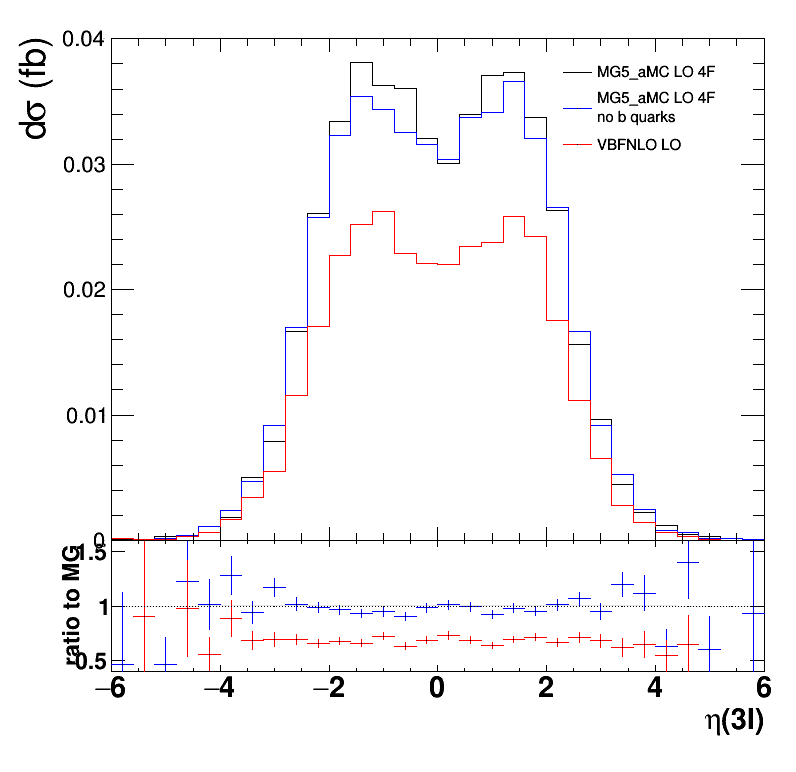 dσ (fb)
0.04
0.03
0.02
0.01
0
MG5_aMC LO 4F
MG5_aMC LO 4F
no b quarks
VBFNLO LO
ratio to MG
1.5
1
0.5
−6 −4 −2 0 2 4 6
η(3l)